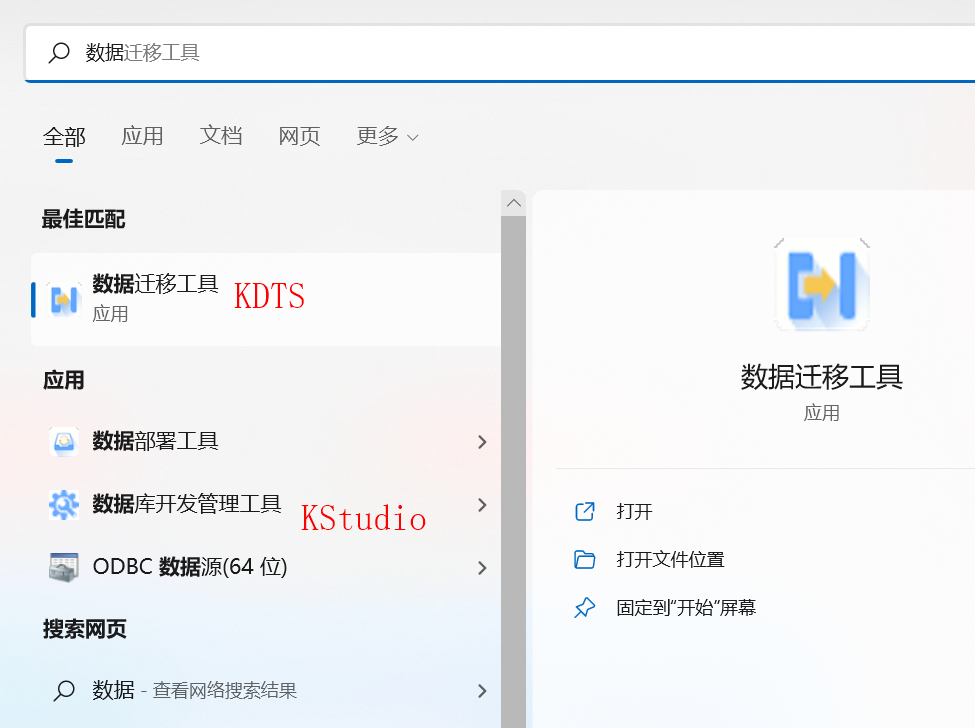 数据迁移工具
全部 应用 文档 网页 更多
最佳匹配
数据迁移工具
应用
KDTS
应用
数据部署工具
数据库开发管理工具
KStudio
ODBC 数据源(64 位)
搜索网页
数据 - 查看网络搜索结果
数据迁移工具
应用
打开
打开文件位置
固定到“开始”屏幕